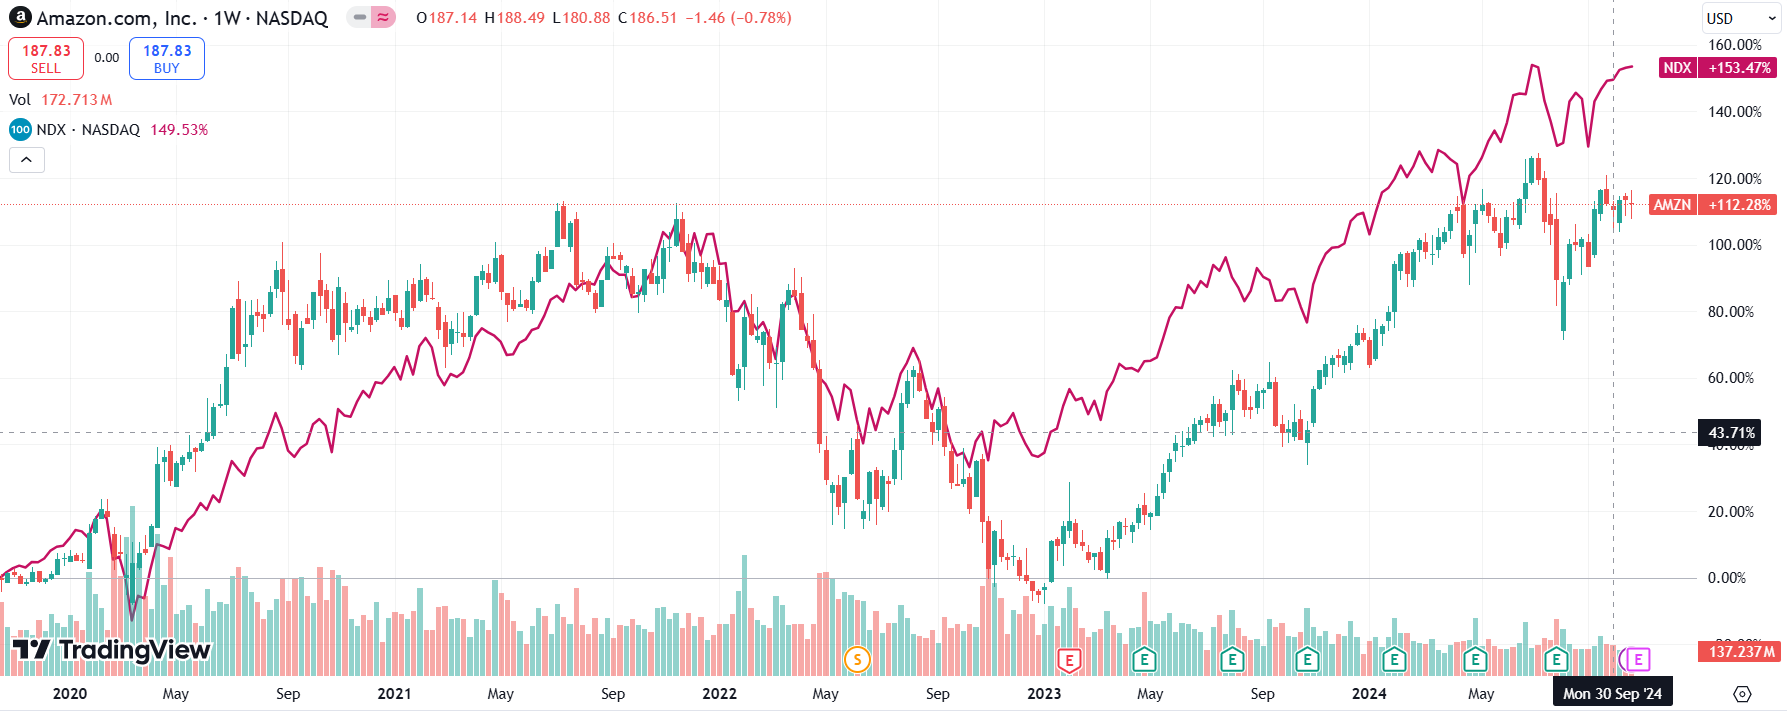 a Amazon.com, Inc. · 1W · NASDAQ O187.14 H188.49 L180.88 C186.51 −1.46 (−0.78%)
USD
187.83 SELL 0.00 187.83 BUY
Vol 172.713 M
100 NDX · NASDAQ 149.53%
160.00%
NDX +153.47%
140.00%
120.00%
AMZN +112.28%
100.00%
80.00%
60.00%
43.71%
20.00%
0.00%
137.237 M
TradingView
S E E E E E E E E
2020 May Sep 2021 May Sep 2022 May Sep 2023 May Sep 2024 May Mon 30 Sep '24